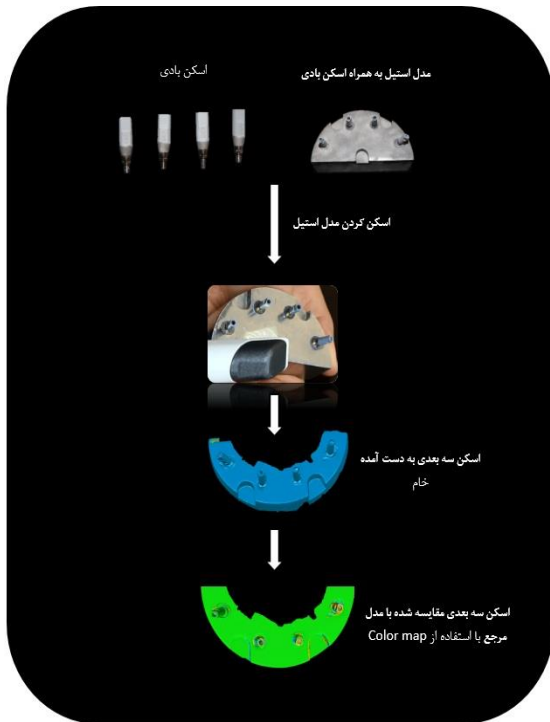 مدل استیل به همراه اسکن بادی
اسکن بادی
اسکن کردن مدل استیل
اسکن سه بعدی به دست آمده
خام
اسکن سه بعدی مقایسه شده با مدل
مرجع با استفاده از Color map